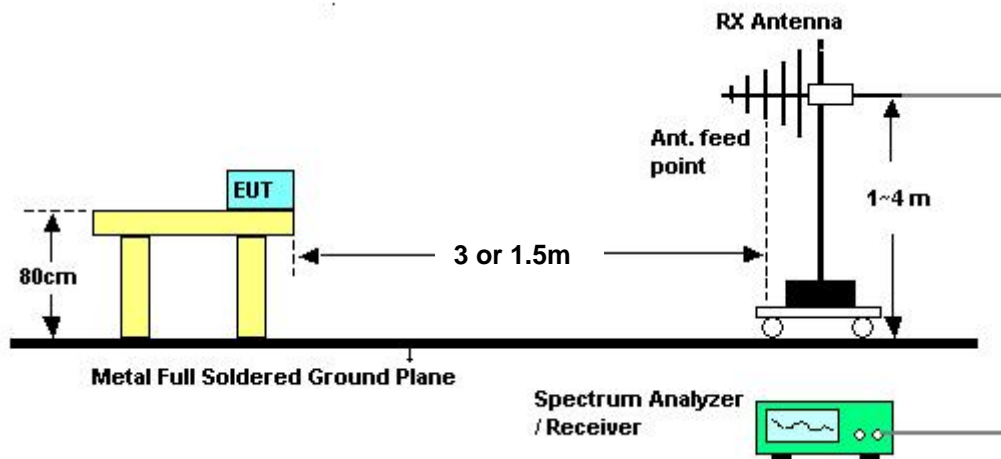 RX Antenna
Ant. feed
point
EUT
1~4 m
3 or 1.5m
80cm
Metal Full Soldered Ground Plane
Spectrum Analyzer
/ Receiver